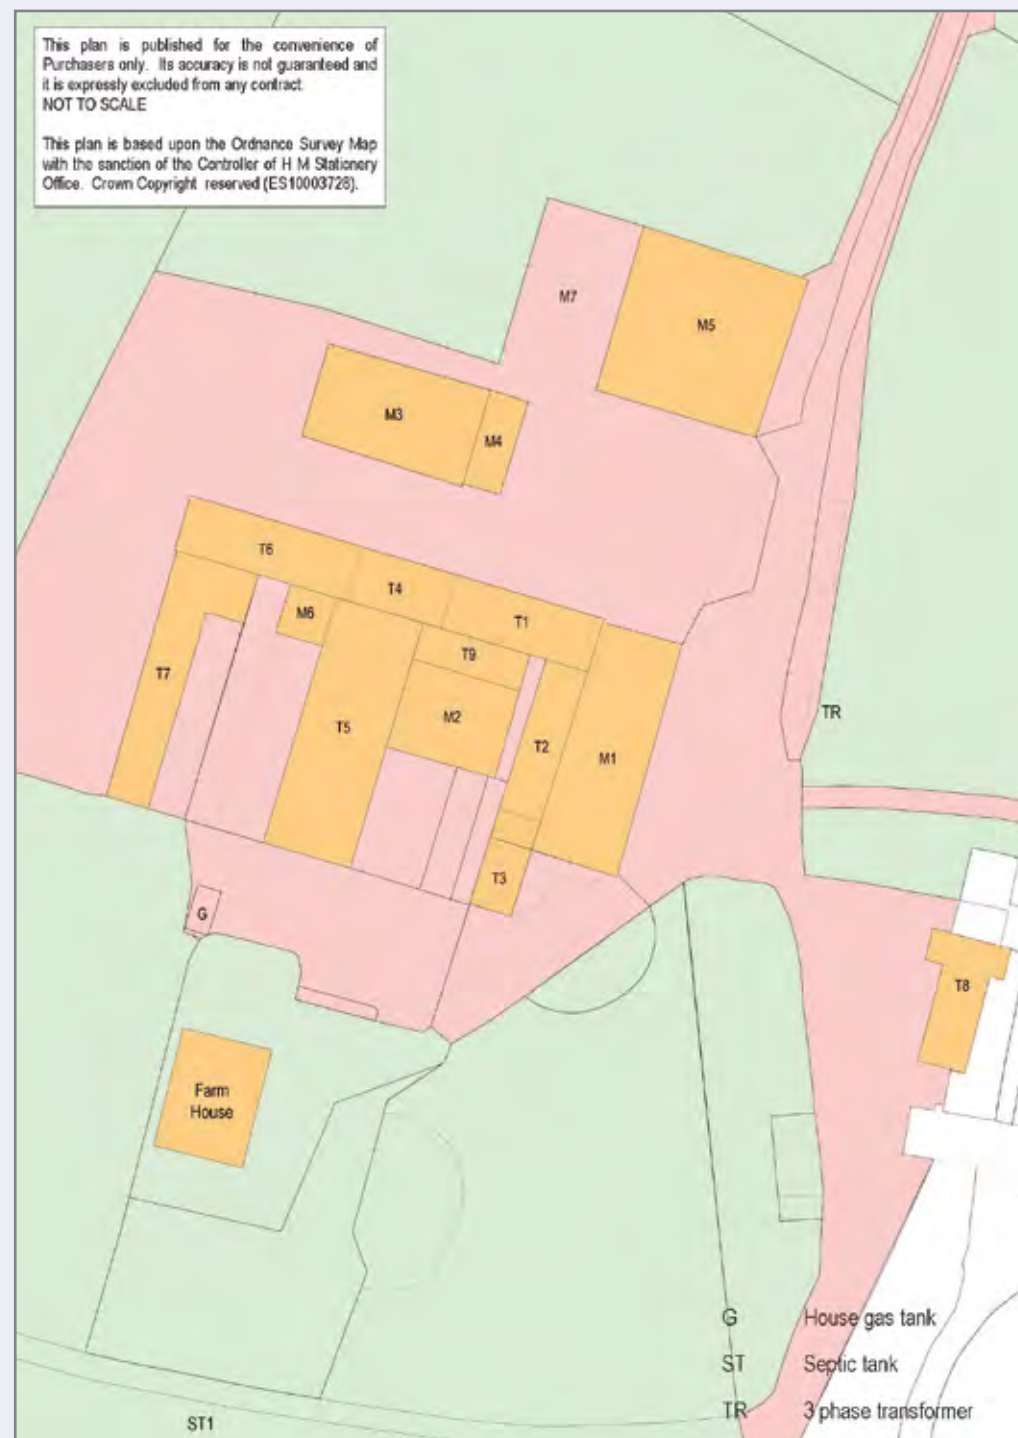 This plan is published for the convenience of
Purchasers only. Its accuracy is not guaranteed and
it is expressly excluded from any contract.
NOT TO SCALE
This plan is based upon the Ordnance Survey Map
with the sanction of the Controller of H M Stationery
Office. Crown Copyright reserved (ES10003728).
M7
M5
M3
M4
T6
T4
T1
M6
T9
T7
M2
T5
T2
M1
TR
T3
G
T8
Farm
House
G House gas tank
ST Septic tank
TR 3 phase transformer
ST1